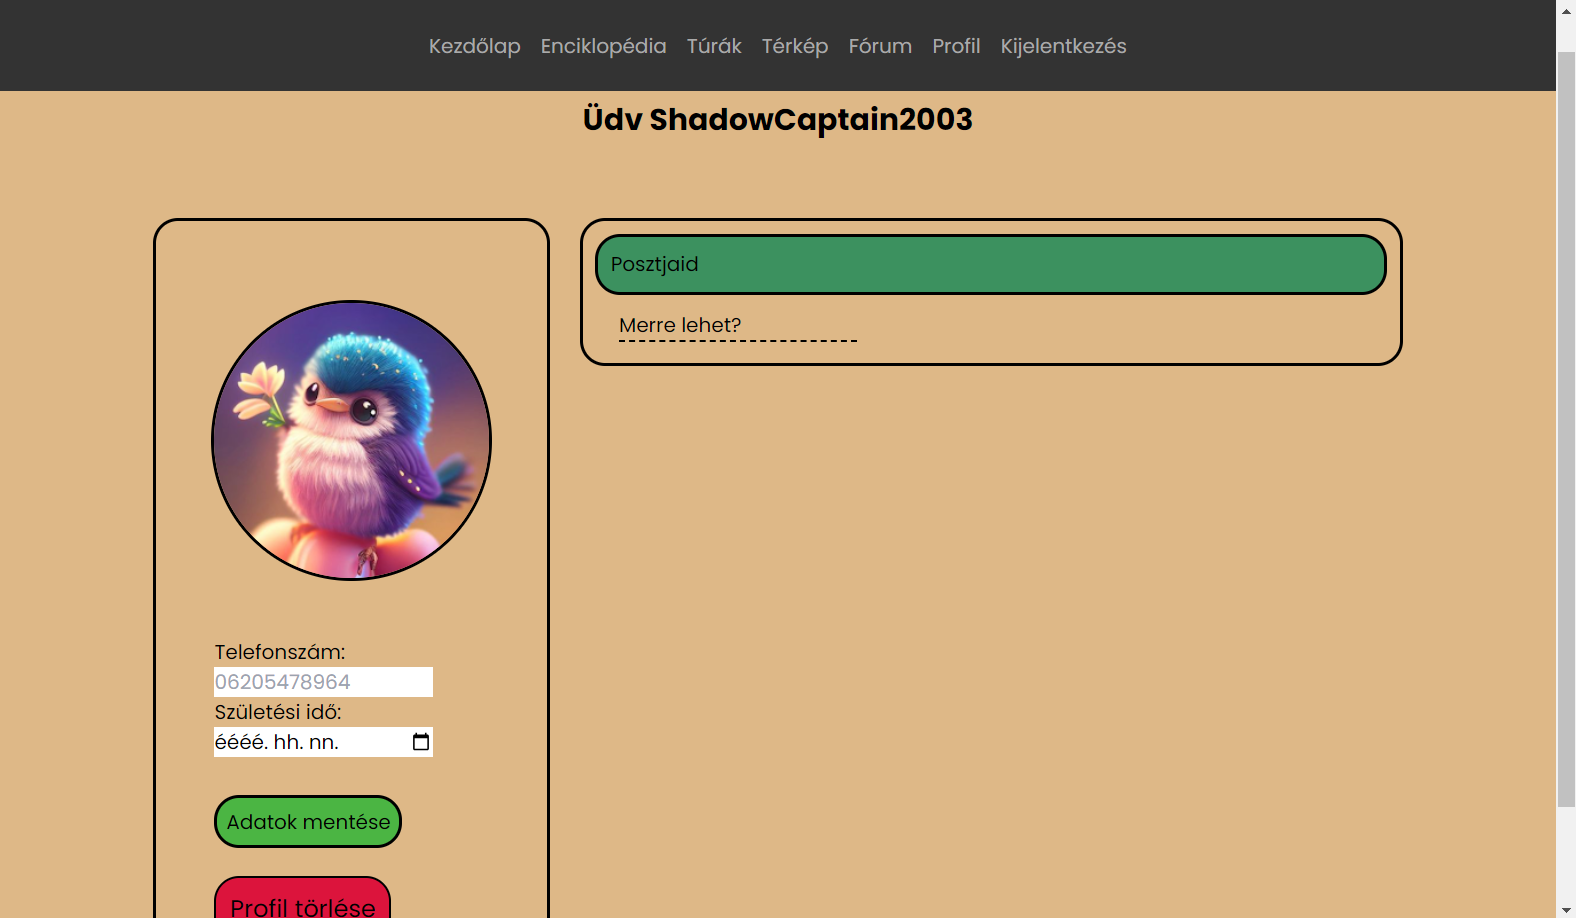 Kezdőlap Enciklopédia Túrák Térkép Fórum Profil Kijelentkezés
Üdv ShadowCaptain2003
Posztjaid
Merre lehet?
Telefonszám:
06205478964
Születési idő:
éééé. hh. nn.
Adatok mentése
Profil törlése